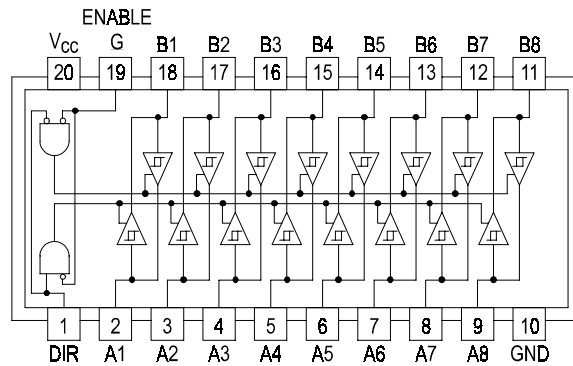 ENABLE
VCC G B1 B2 B3 B4 B5 B6 B7 B8
20 19 18 17 16 15 14 13 12 11
1 2 3 4 5 6 7 8 9 10
DIR A1 A2 A3 A4 A5 A6 A7 A8 GND